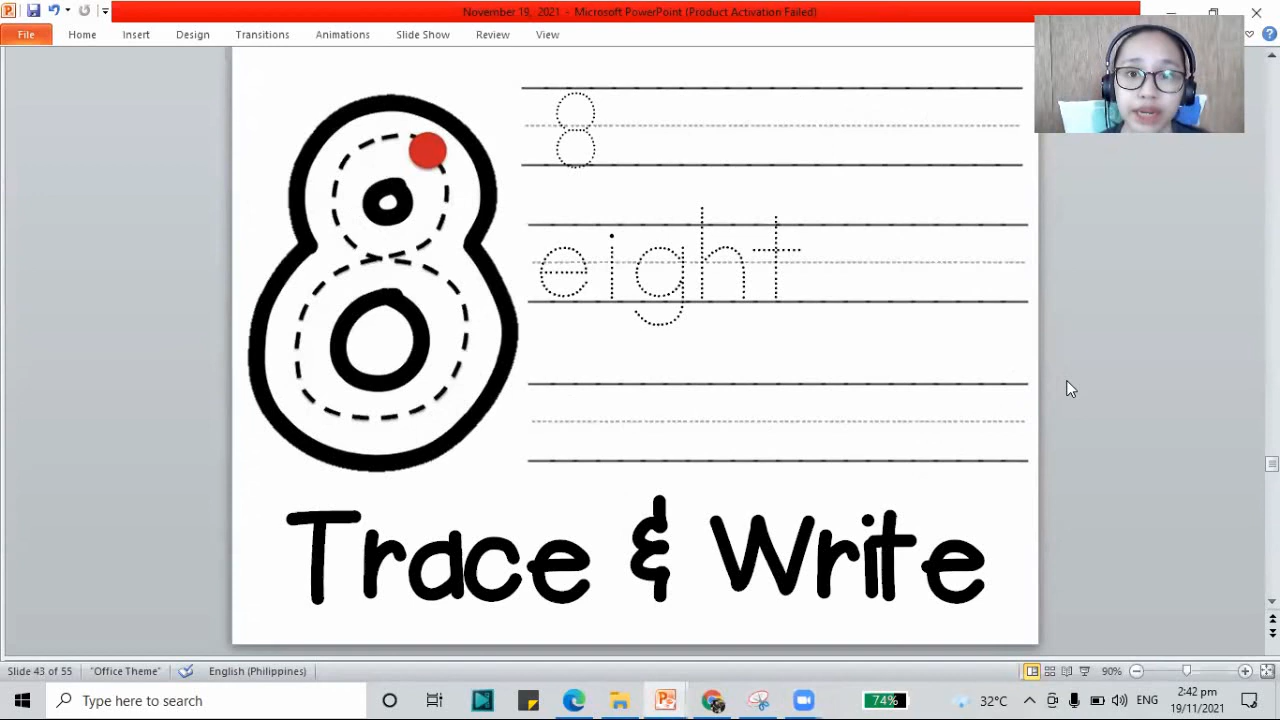 November 19, 2021 - Microsoft PowerPoint (Product Activation Failed)
File Home Insert Design Transitions Animations Slide Show Review View
8
8
eight
Trace & Write
Slide 43 of 55 "Office Theme" English (Philippines) 90%
Type here to search 74% 32°C ENG
2:42 pm
19/11/2021